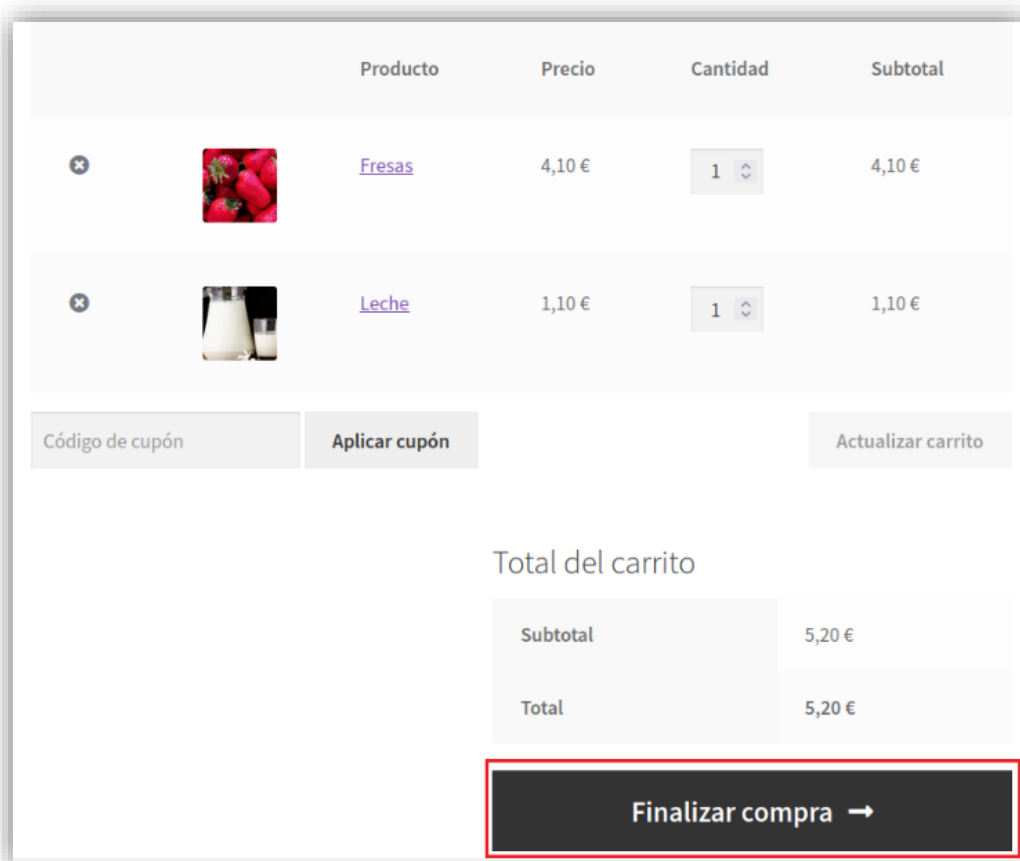 Producto Precio Cantidad Subtotal
Fresas 4,10 € 1 4,10 €
Leche 1,10 € 1 1,10 €
Código de cupón Aplicar cupón Actualizar carrito
Total del carrito
Subtotal 5,20 €
Total 5,20 €
Finalizar compra →